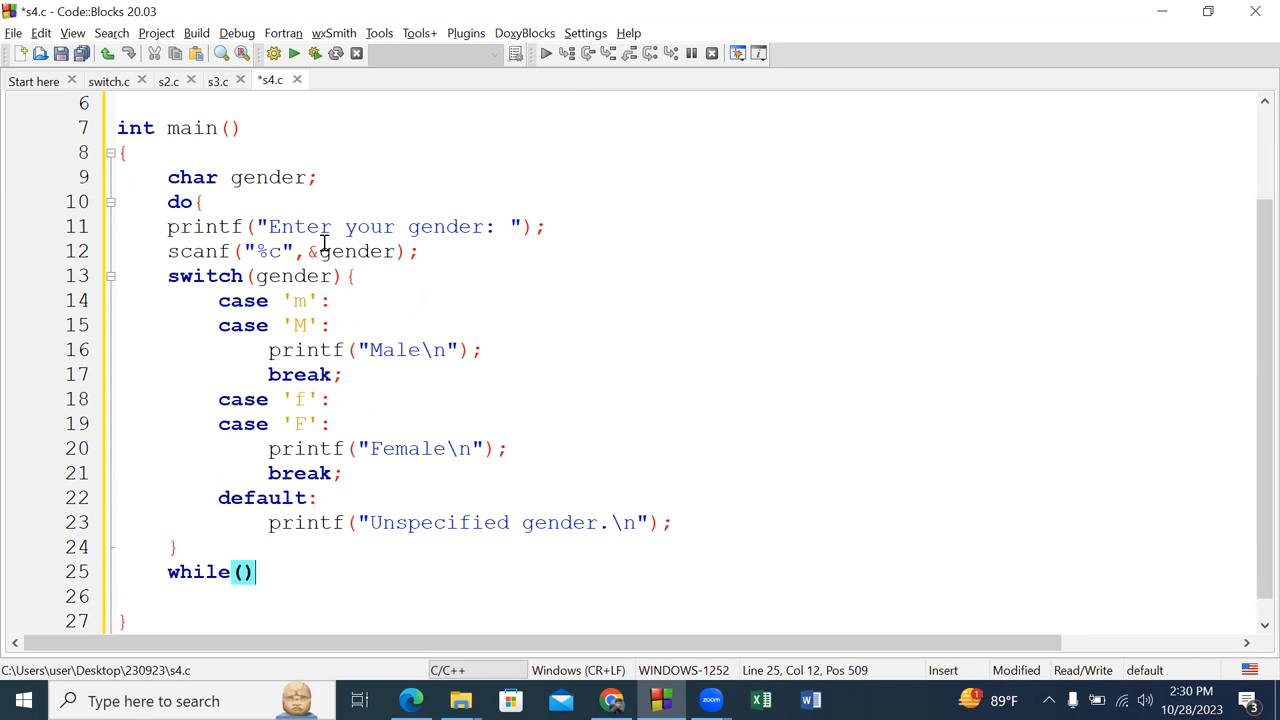 *s4.c - Code::Blocks 20.03
File Edit View Search Project Build Debug Fortran wxSmith Tools Tools+ Plugins DoxyBlocks Settings Help
Start here switch.c s2.c s3.c *s4.c
6
7 int main()
8 {
9 char gender;
10 do{
11 printf("Enter your gender: ");
12 scanf("%c",&gender);
13 switch(gender){
14 case 'm':
15 case 'M':
16 printf("Male\n");
17 break;
18 case 'f':
19 case 'F':
20 printf("Female\n");
21 break;
22 default:
23 printf("Unspecified gender.\n");
24 }
25 while()
26
27 }
C:\Users\user\Desktop\230923\s4.c C/C++ Windows (CR+LF) WINDOWS-1252 Line 25, Col 12, Pos 509 Insert Modified Read/Write default
Type here to search zoom 1 89°F 2:30 PM
10/28/2023 3